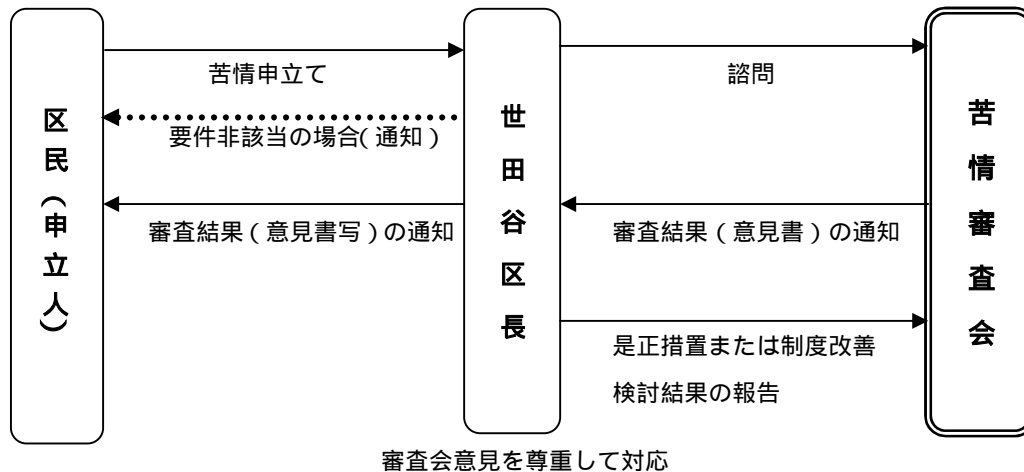 区民（申立人）
苦情申立て
要件非該当の場合（通知）
審査結果（意見書写）の通知
世田谷区長
諮問
審査結果（意見書）の通知
是正措置または制度改善
検討結果の報告
苦情審査会
審査会意見を尊重して対応